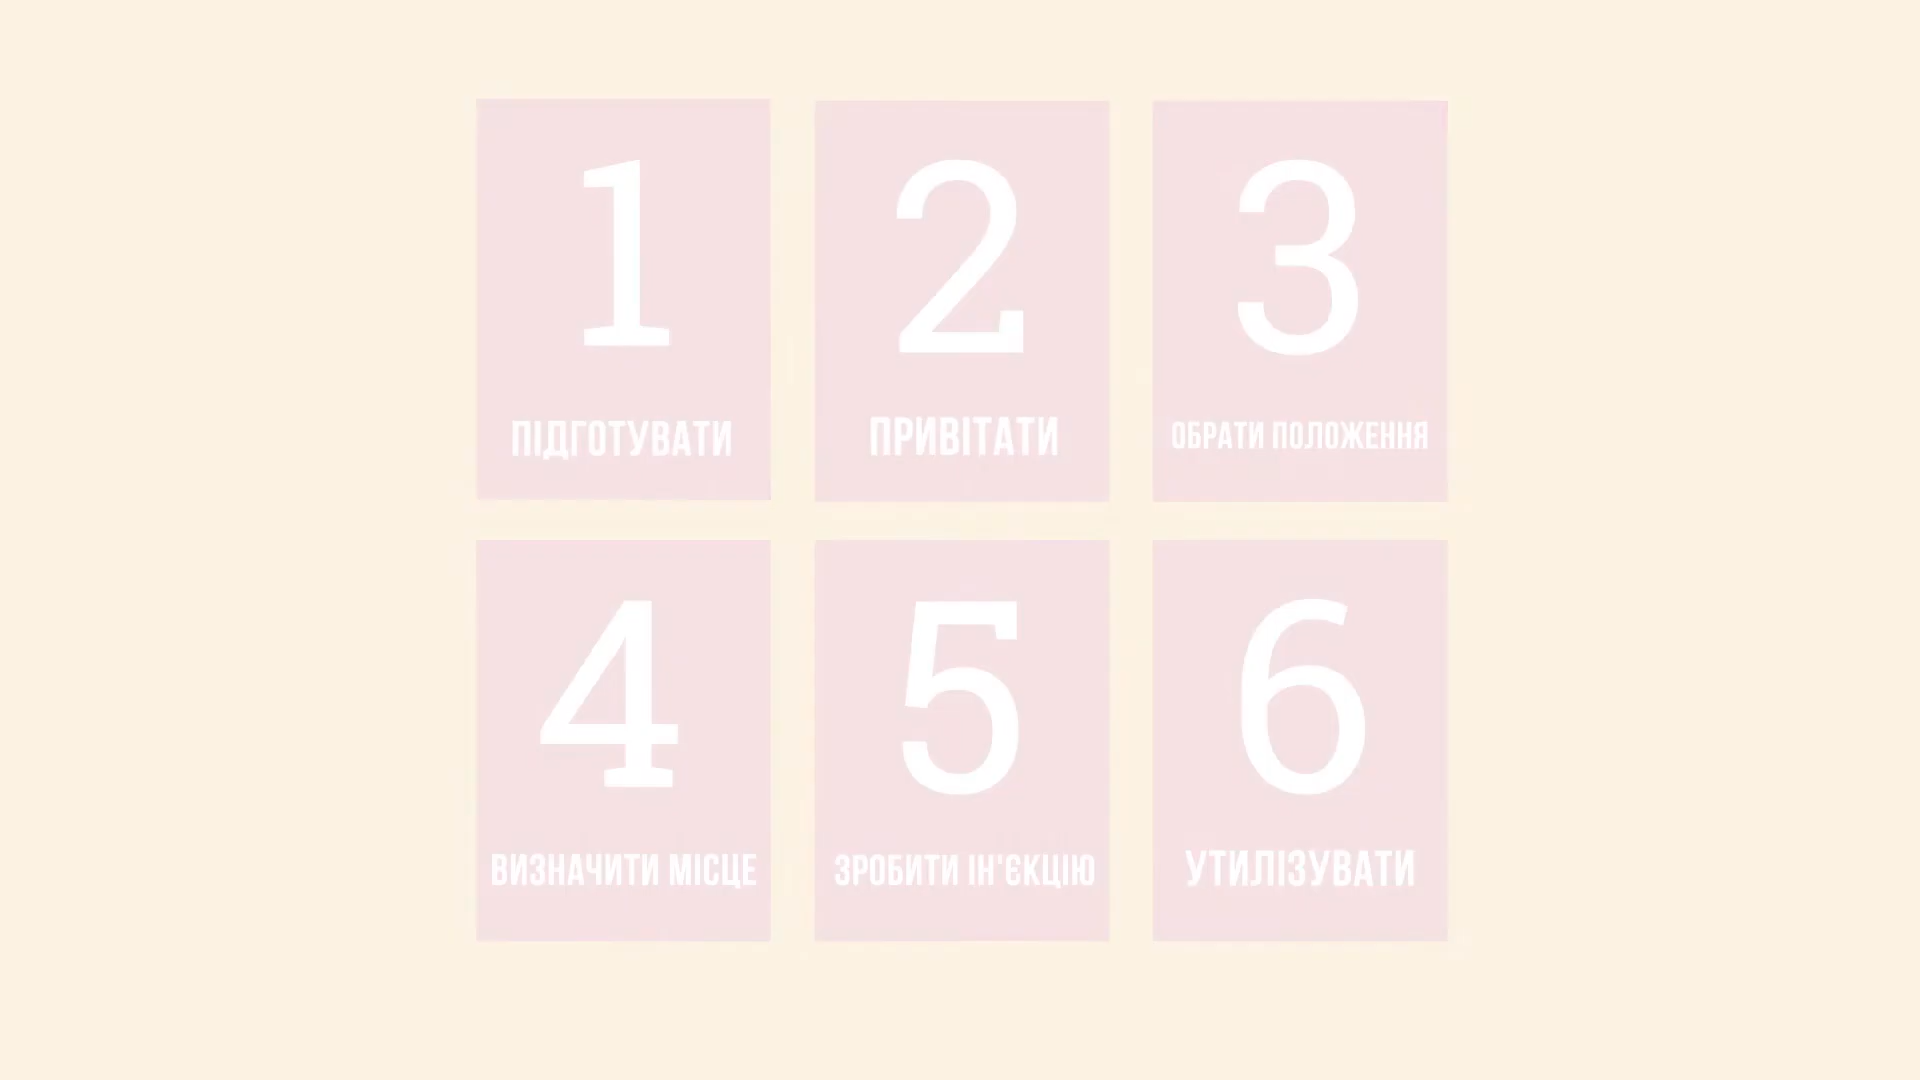 1
ПІДГОТУВАТИ
2
ПРИВІТАТИ
3
ОБРАТИ ПОЛОЖЕННЯ
4
ВИЗНАЧИТИ МІСЦЕ
5
ЗРОБИТИ ІН'ЄКЦІЮ
6
УТИЛІЗУВАТИ